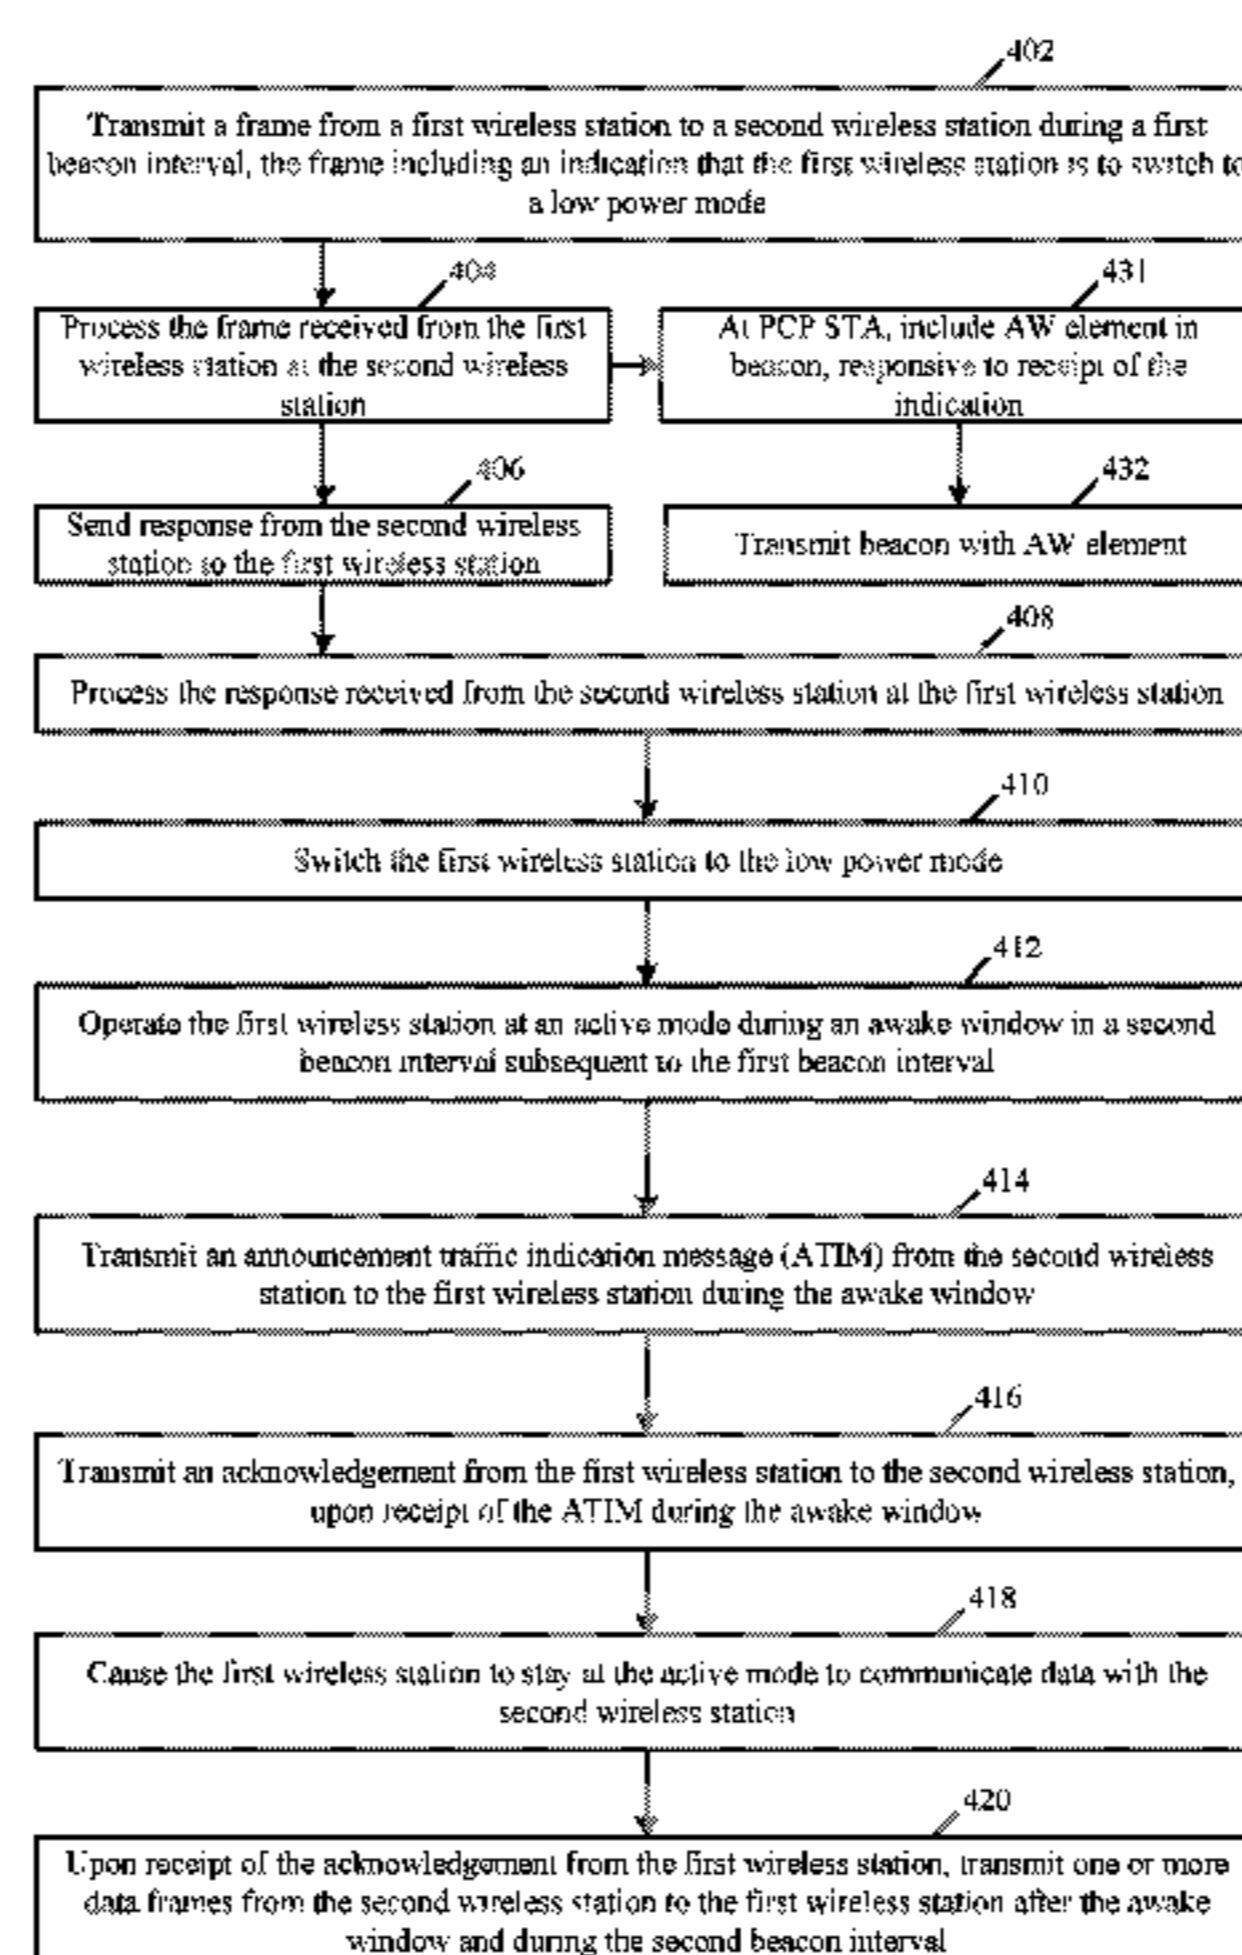 402
Transmit a frame from a first wireless station to a second wireless station during a first
beacon interval, the frame including an indication that the first wireless station is to switch to
a low power mode
404
Process the frame received from the first
wireless station at the second wireless
station
431
At PCP STA, include AW element in
beacon, responsive to receipt of the
indication
406
Send response from the second wireless
station to the first wireless station
432
Transmit beacon with AW element
408
Process the response received from the second wireless station at the first wireless station
410
Switch the first wireless station to the low power mode
412
Operate the first wireless station at an active mode during an awake window in a second
beacon interval subsequent to the first beacon interval
414
Transmit an announcement traffic indication message (ATIM) from the second wireless
station to the first wireless station during the awake window
416
Transmit an acknowledgement from the first wireless station to the second wireless station,
upon receipt of the ATIM during the awake window
418
Cause the first wireless station to stay at the active mode to communicate data with the
second wireless station
420
Upon receipt of the acknowledgement from the first wireless station, transmit one or more
data frames from the second wireless station to the first wireless station after the awake
window and during the second beacon interval